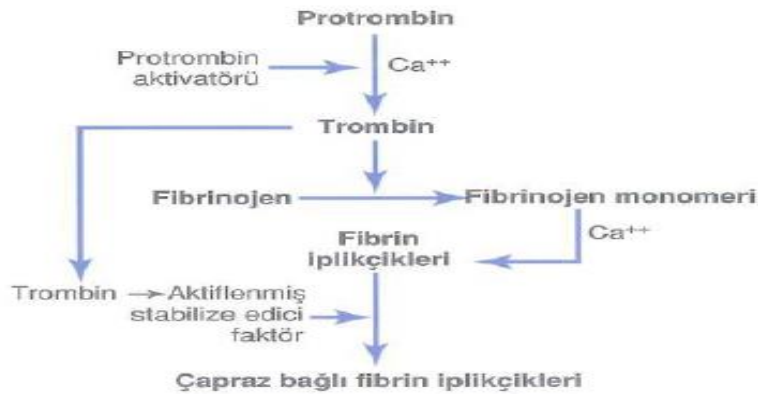 Protrombin
Protrombin
aktivatörü
Ca++
Trombin
Fibrinojen
Fibrinojen monomeri
Ca++
Fibrin
iplikçikleri
Trombin → Aktiflenmiş
stabilize edici
faktör
Çapraz bağlı fibrin iplikçikleri